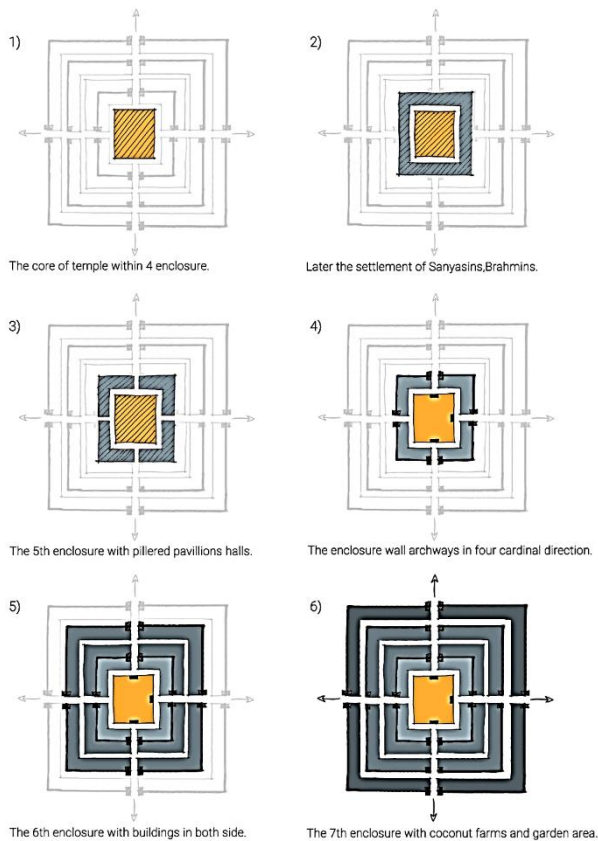 1)
2)
The core of temple within 4 enclosure.
Later the settlement of Sanyasins,Brahmins.
3)
4)
The 5th enclosure with pillered pavillions halls.
The enclosure wall archways in four cardinal direction.
5)
6)
The 6th enclosure with buildings in both side.
The 7th enclosure with coconut farms and garden area.